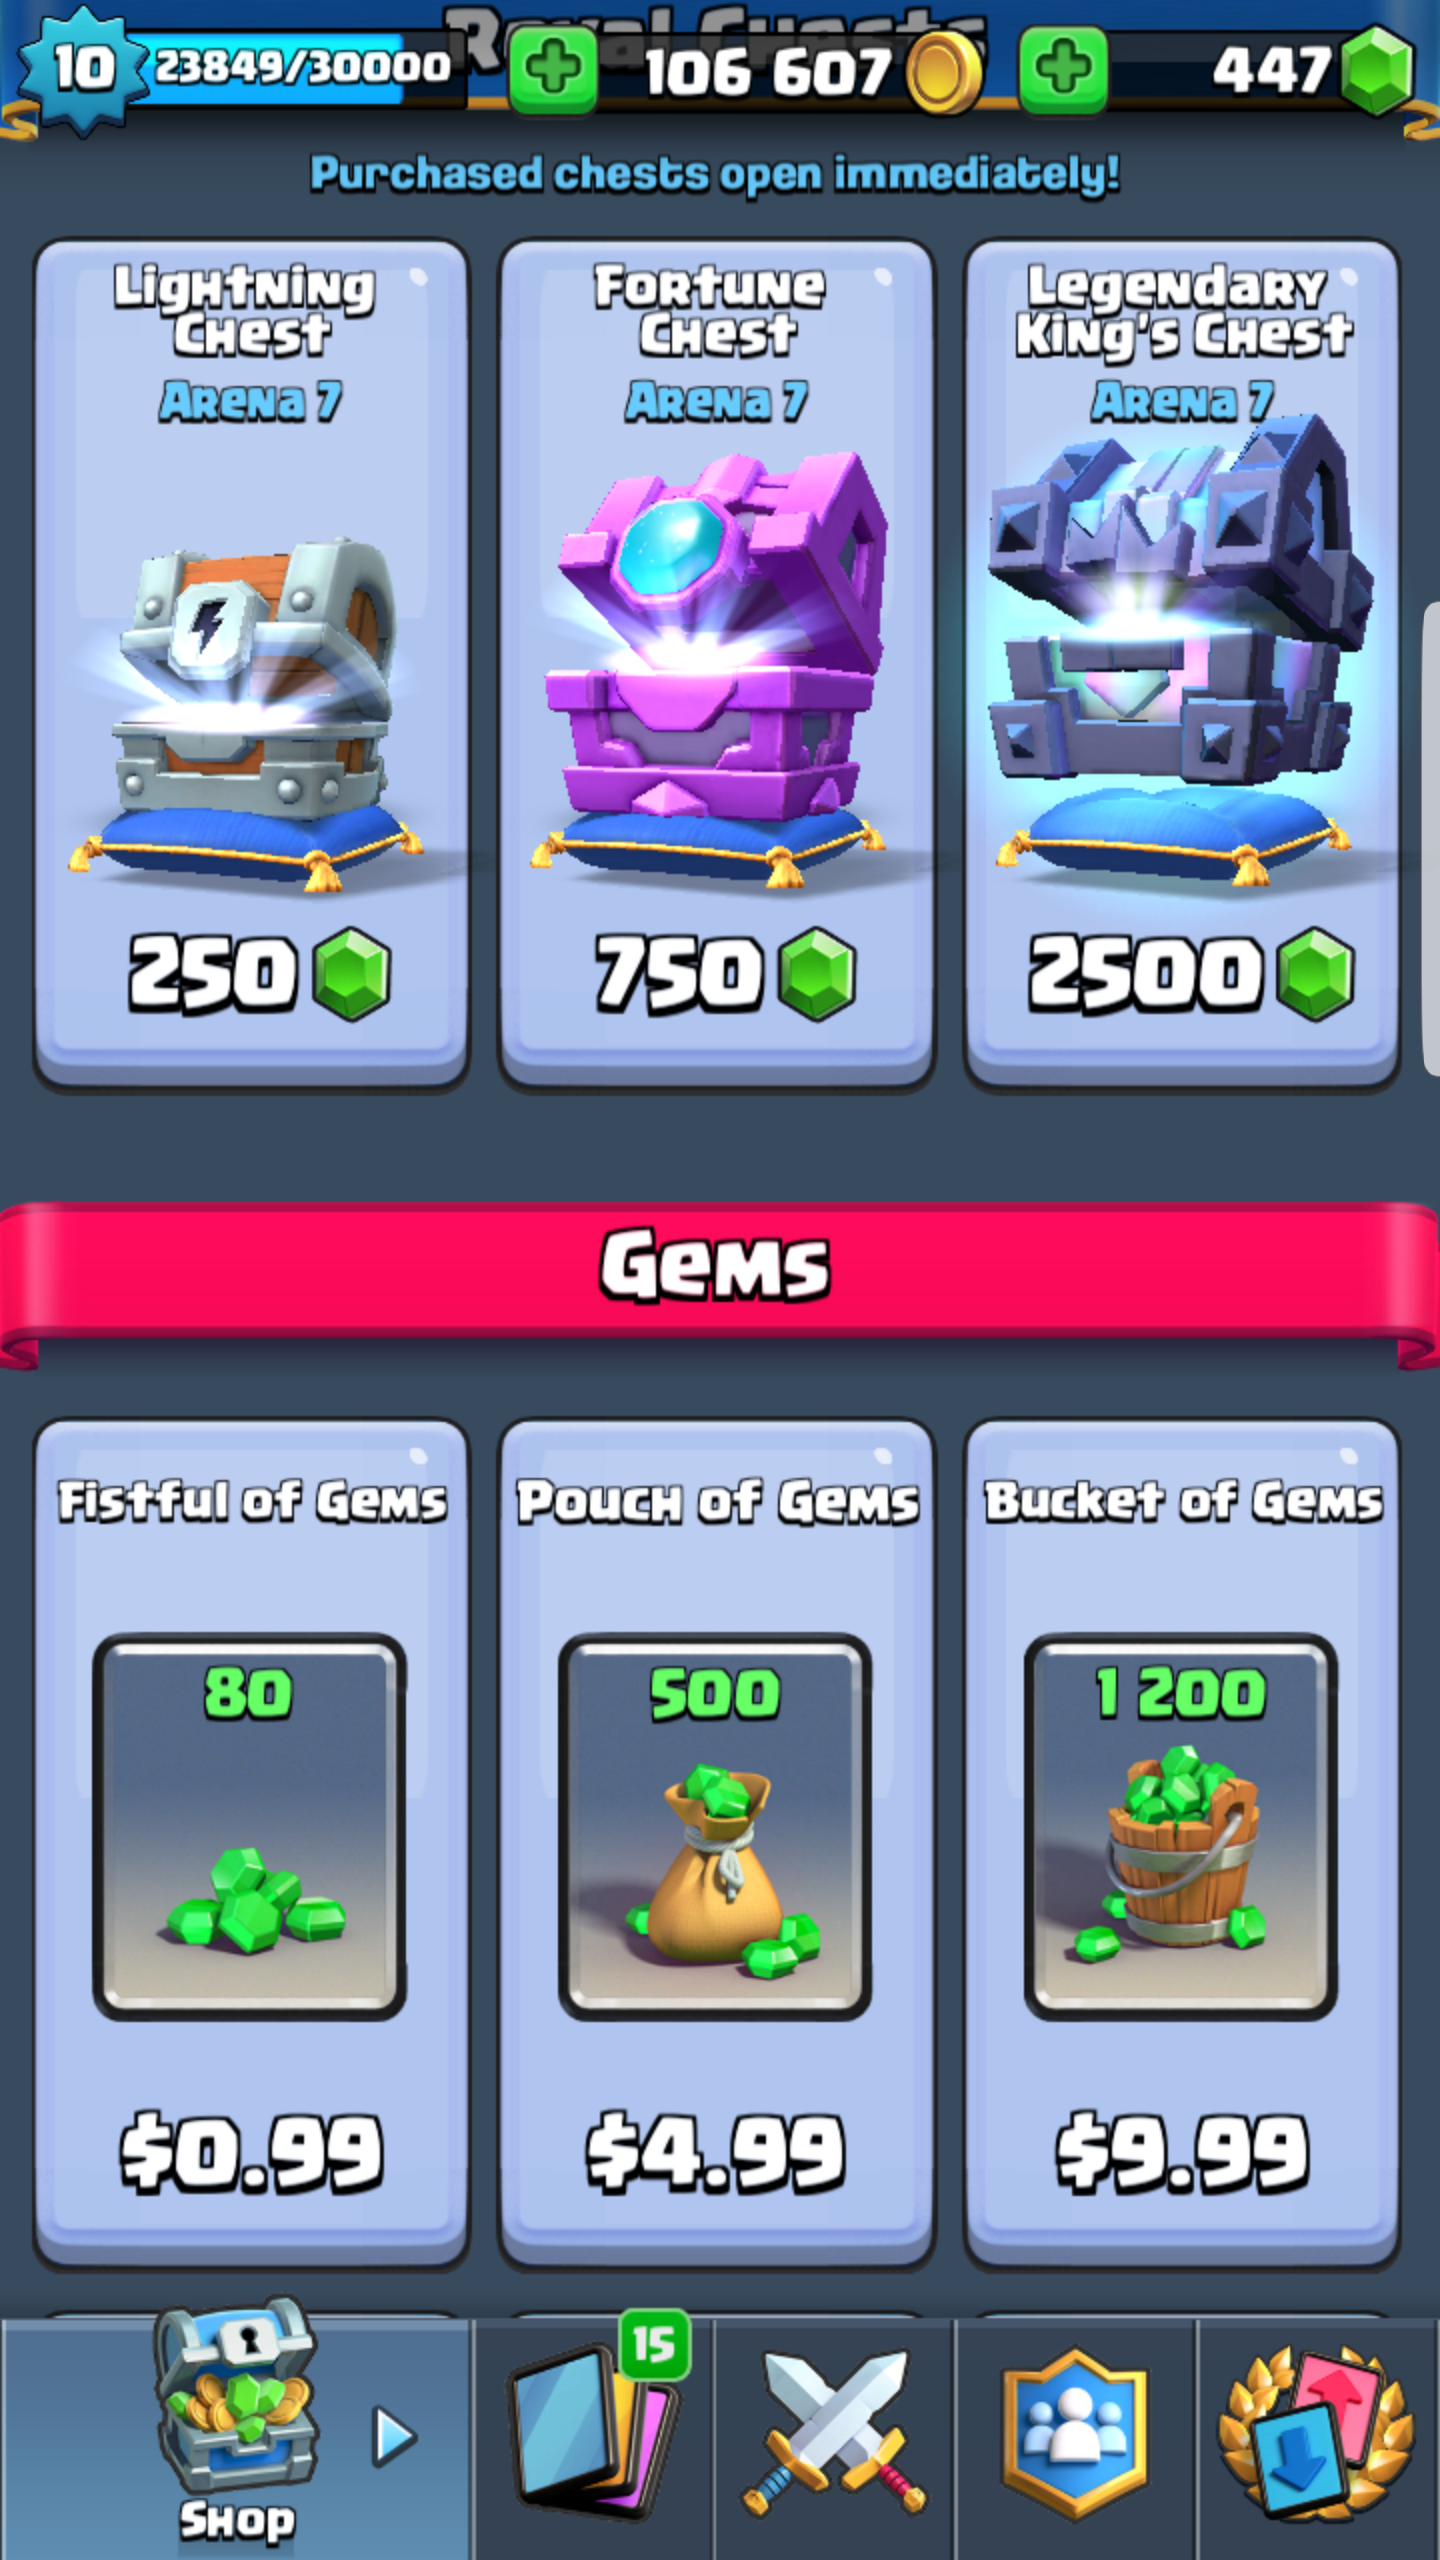 Royal Chests
10
23849/30000
106 607
447
Purchased chests open immediately!
Lightning
Chest
Arena 7
250
Fortune
Chest
Arena 7
750
Legendary
King's Chest
Arena 7
2500
Gems
Fistful of Gems
80
$0.99
Pouch of Gems
500
$4.99
Bucket of Gems
1 200
$9.99
Shop
15